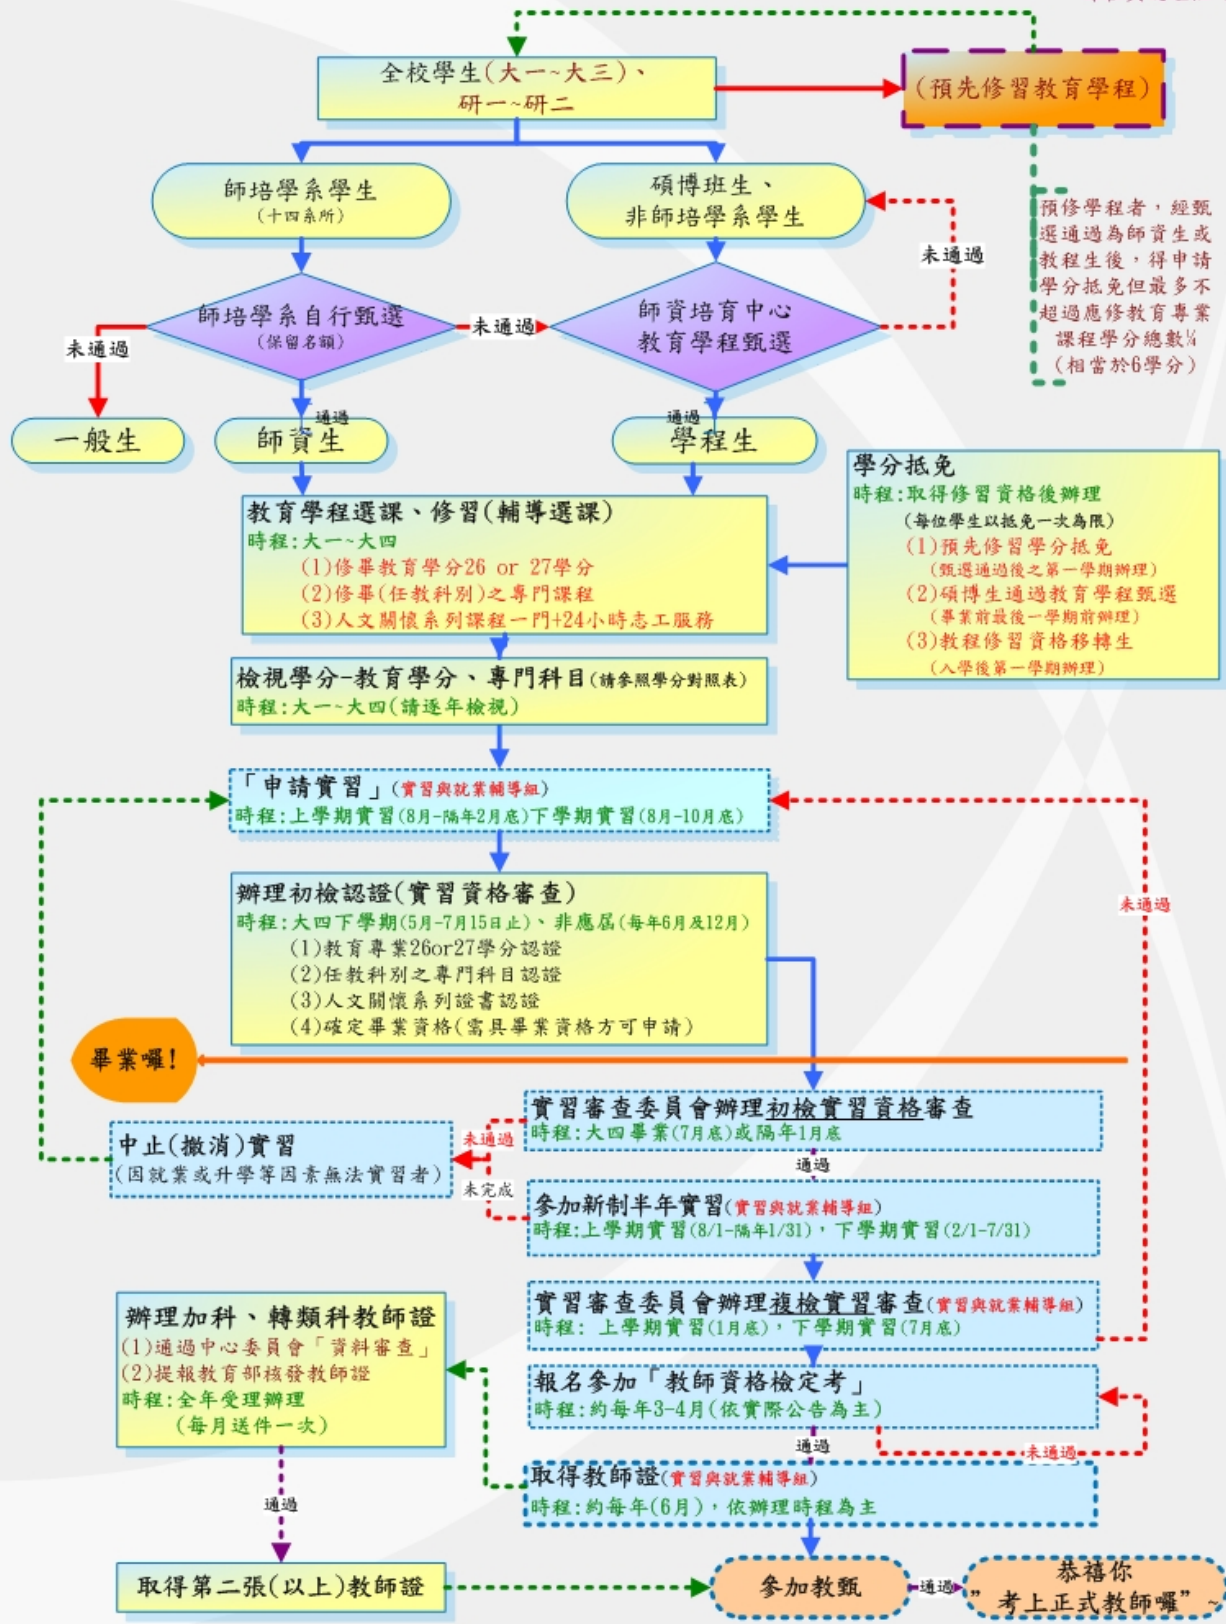 全校學生(大一~大三)、
研一~研二
(預先修習教育學程)
師培學系學生
(十四系所)
碩博班生、
非師培學系學生
預修學程者，經甄
選通過為師資生或
教程生後，得申請
學分抵免但最多不
超過應修教育專業
課程學分總數¼
(相當於6學分)
未通過
師培學系自行甄選
(保留名額)
未通過
師資培育中心
教育學程甄選
未通過
通過
通過
一般生
師資生
學程生
學分抵免
時程:取得修習資格後辦理
(每位學生以抵免一次為限)
(1)預先修習學分抵免
(甄選通過後之第一學期辦理)
(2)碩博生通過教育學程甄選
(畢業前最後一學期前辦理)
(3)教程修習資格移轉生
(入學後第一學期辦理)
教育學程選課、修習(輔導選課)
時程:大一~大四
(1)修畢教育學分26 or 27學分
(2)修畢(任教科別)之專門課程
(3)人文關懷系列課程一門+24小時志工服務
檢視學分-教育學分、專門科目(請參照學分對照表)
時程:大一~大四(請逐年檢視)
「申請實習」(實習與就業輔導組)
時程:上學期實習(8月-隔年2月底)下學期實習(8月-10月底)
辦理初檢認證(實習資格審查)
時程:大四下學期(5月-7月15日止)、非應屆(每年6月及12月)
(1)教育專業26or27學分認證
(2)任教科別之專門科目認證
(3)人文關懷系列證書認證
(4)確定畢業資格(需具畢業資格方可申請)
未通過
畢業囉!
實習審查委員會辦理初檢實習資格審查
時程:大四畢業(7月底)或隔年1月底
中止(撤消)實習
(因就業或升學等因素無法實習者)
未通過
未完成
通過
參加新制半年實習(實習與就業輔導組)
時程:上學期實習(8/1-隔年1/31)，下學期實習(2/1-7/31)
實習審查委員會辦理複檢實習審查(實習與就業輔導組)
時程: 上學期實習(1月底)，下學期實習(7月底)
辦理加科、轉類科教師證
(1)通過中心委員會「資料審查」
(2)提報教育部核發教師證
時程:全年受理辦理
(每月送件一次)
報名參加「教師資格檢定考」
時程:約每年3-4月(依實際公告為主)
通過
未通過
取得教師證(實習與就業輔導組)
時程:約每年(6月)，依辦理時程為主
通過
取得第二張(以上)教師證
參加教甄
通過
恭禧你
”考上正式教師囉”~